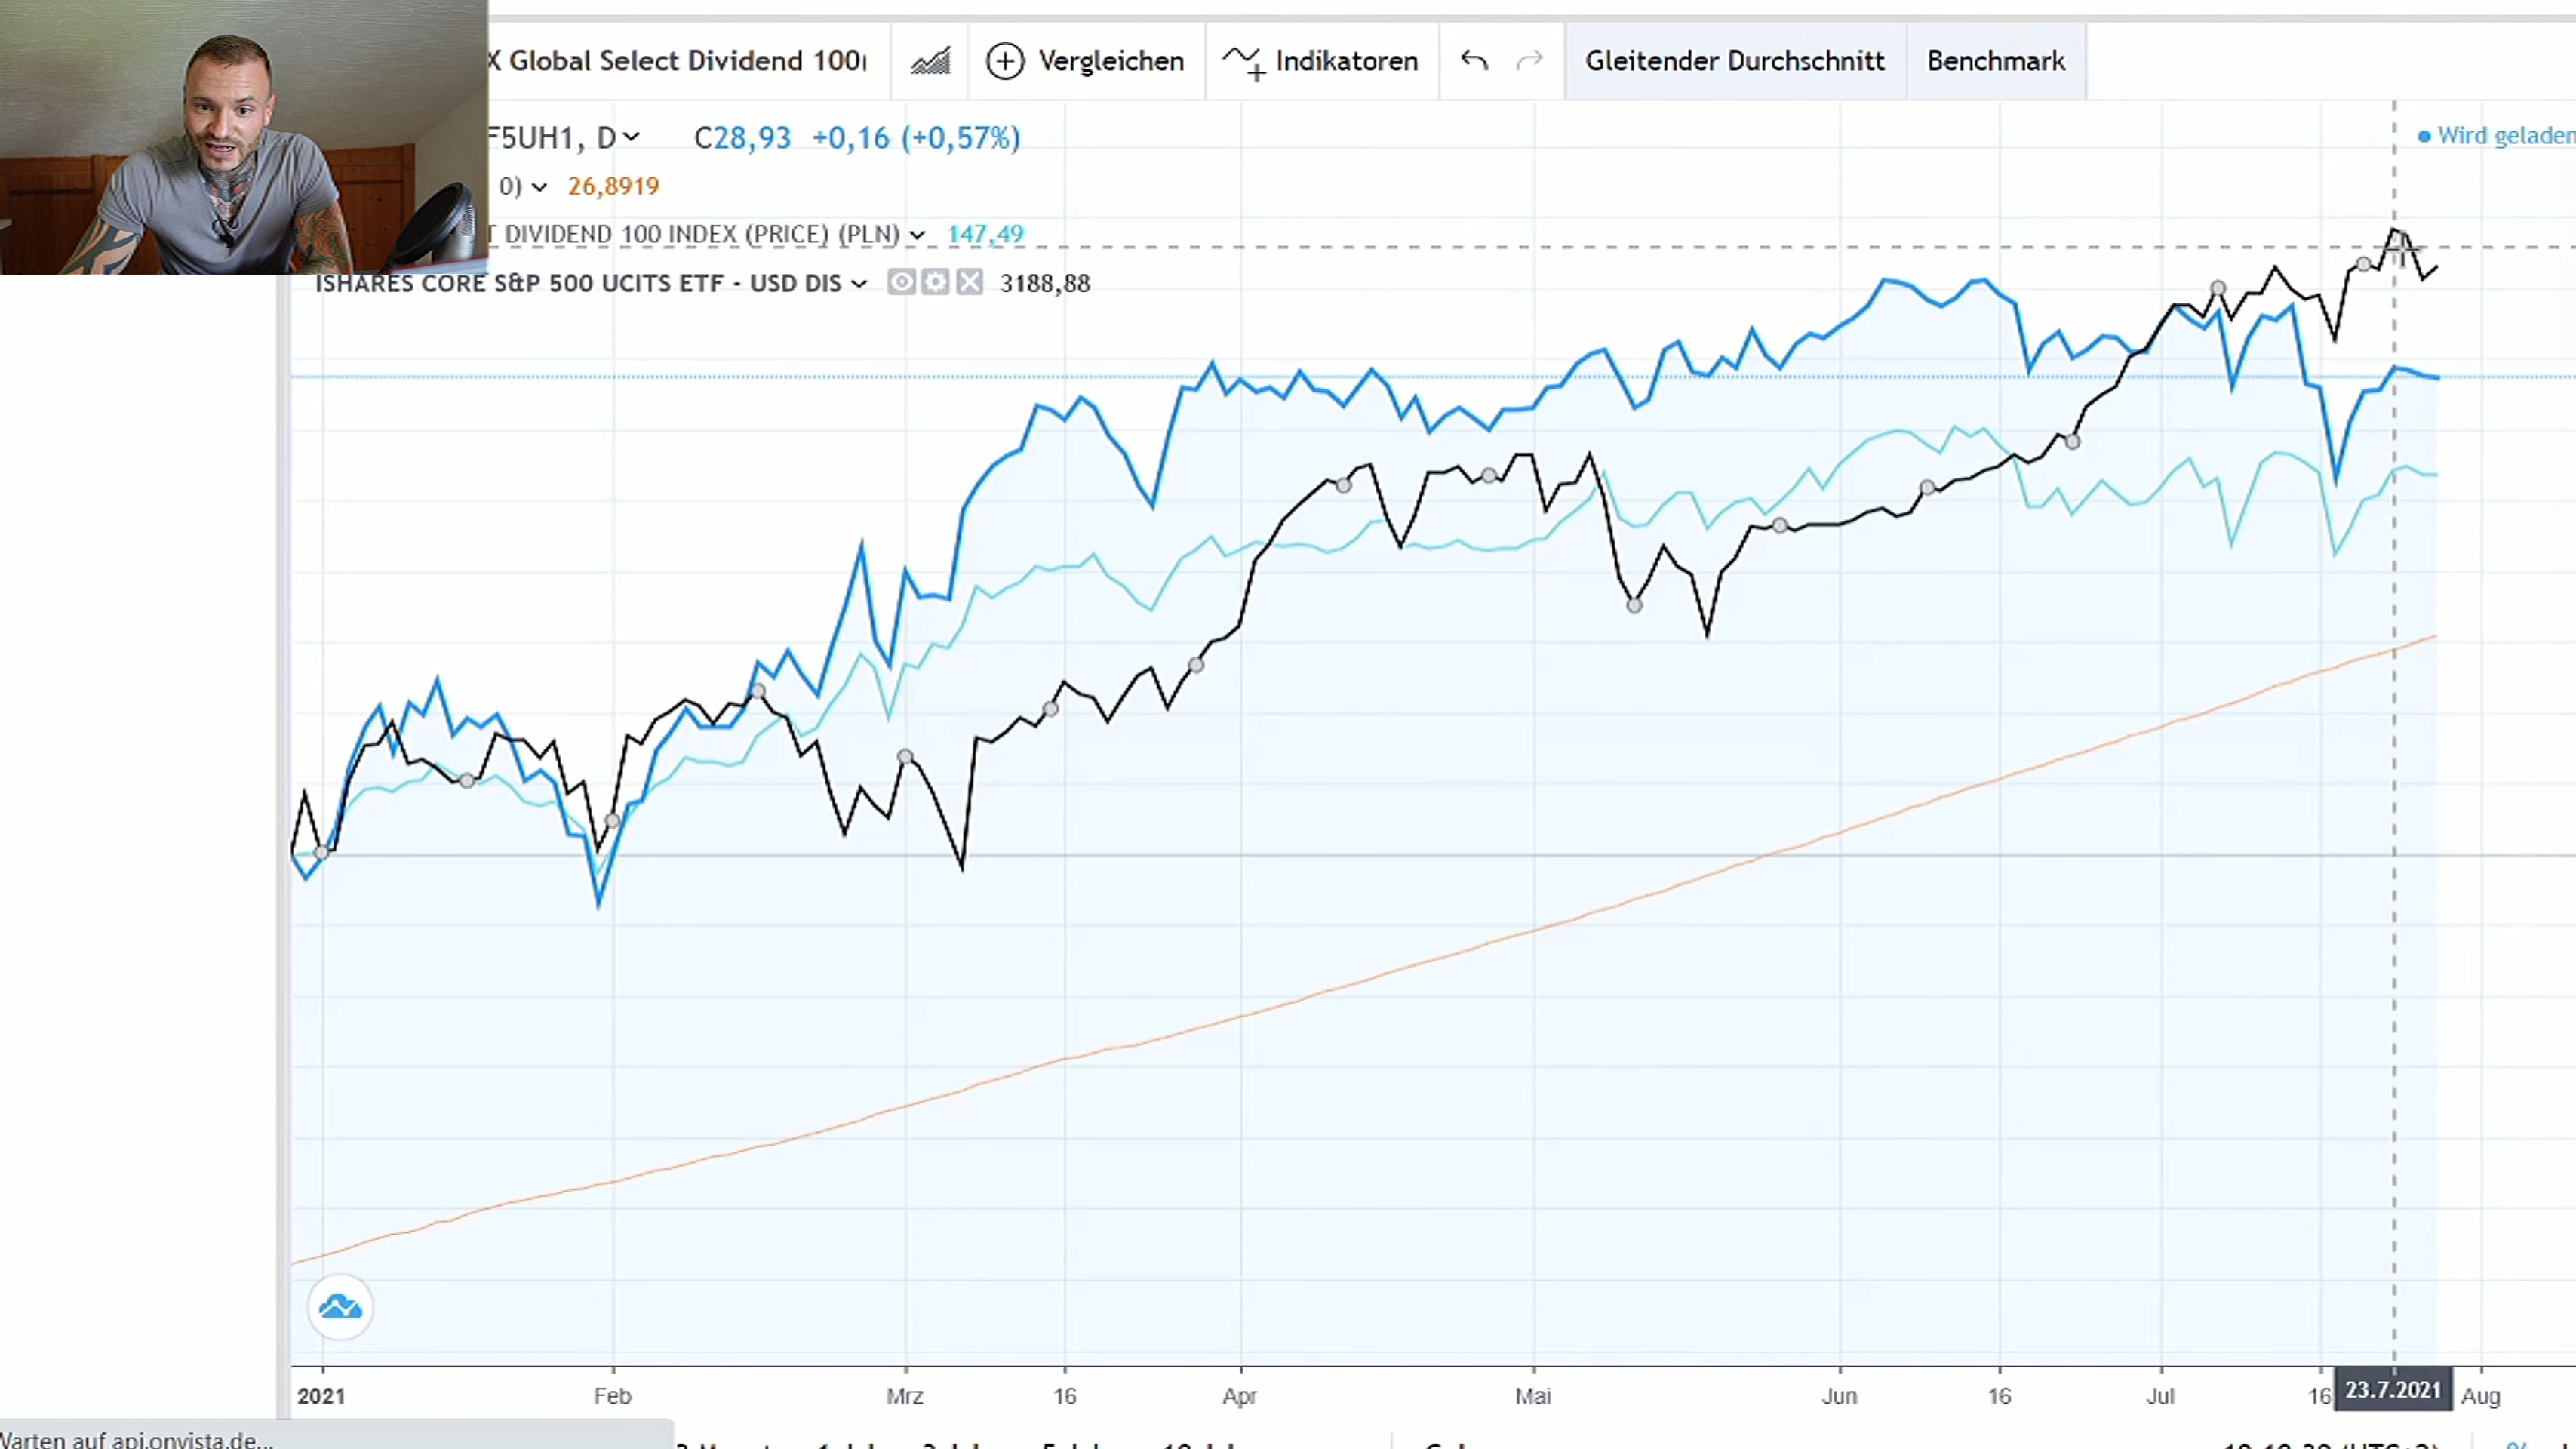 X Global Select Dividend 100 Vergleichen Indikatoren Gleitender Durchschnitt Benchmark
F5UH1, D C28,93 +0,16 (+0,57%)
Wird geladen
0) 26,8919
T DIVIDEND 100 INDEX (PRICE) (PLN) 147,49
ISHARES CORE S&P 500 UCITS ETF - USD DIS 3188,88
2021 Feb Mrz 16 Apr Mai Jun 16 Jul 16 23.7.2021 Aug
Warten auf api.onvista.de...